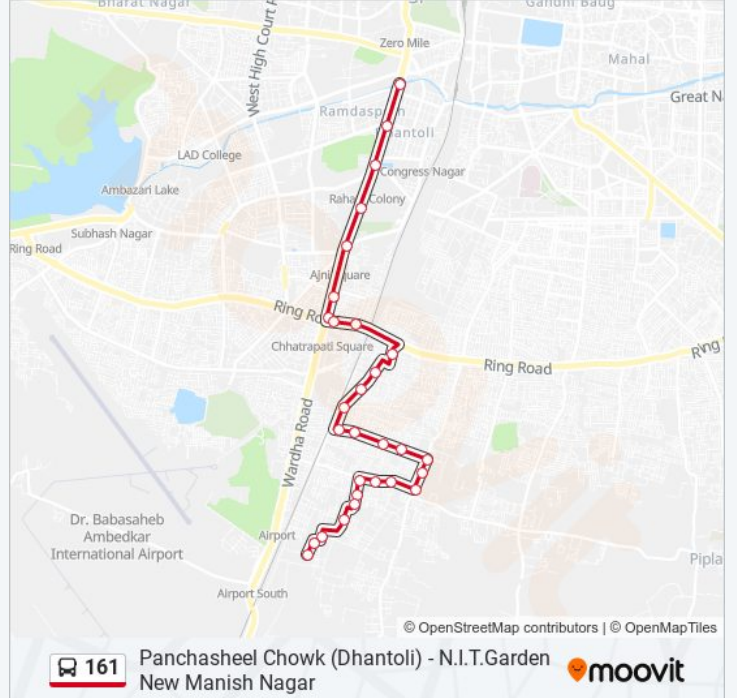 Bharat Nagar
Gandhi Bagh
West High Court R
Zero Mile
Mahal
Great N
Ramdaspeth
Dhantoli
LAD College
Congress Nagar
Ambazari Lake
Colony
Subhash Nagar
Ring Road
Ajni Square
Ring Ro
Chhatrapati Square
Ring Road
Ring
Wardha Road
Dr. Babasaheb
Ambedkar
International Airport
Airport
Pipla
Airport South
© OpenStreetMap contributors | © OpenMapTiles
161
Panchasheel Chowk (Dhantoli) - N.I.T.Garden
New Manish Nagar
moovit